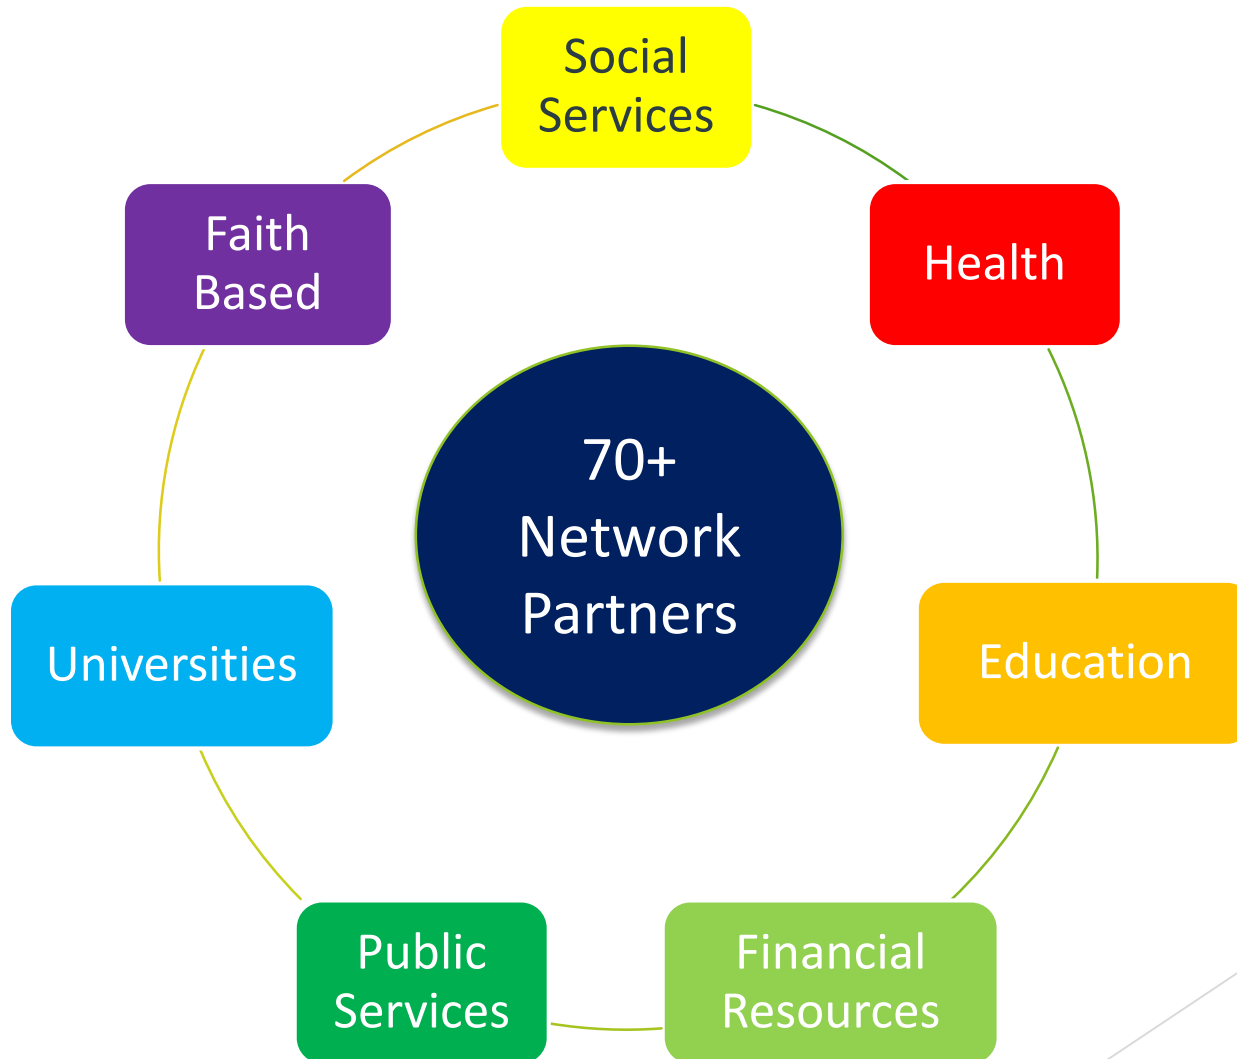 Social
Services
Health
Education
Financial
Resources
Public
Services
Universities
Faith
Based
70+
Network
Partners